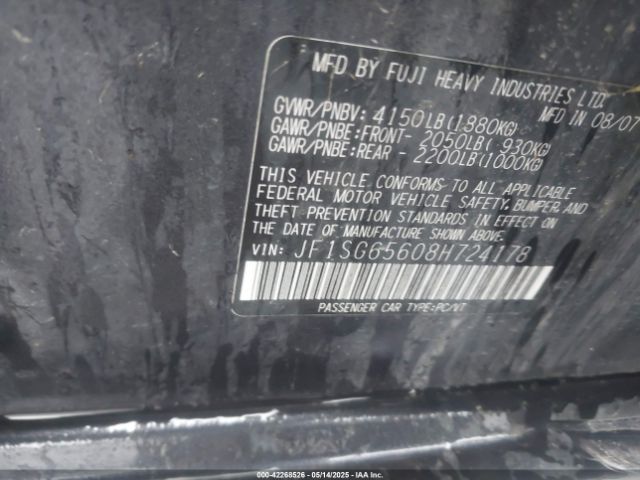 MFD BY FUJI HEAVY INDUSTRIES LTD.
MFD IN 08/07
GVWR/PNBV: 4150LB(1880KG)
GAWR/PNBE:FRONT- 2050LB( 930KG)
GAWR/PNBE:REAR - 2200LB(1000KG)
THIS VEHICLE CONFORMS TO ALL APPLICABLE
FEDERAL MOTOR VEHICLE SAFETY, BUMPER, AND
THEFT PREVENTION STANDARDS IN EFFECT ON
THE DATE OF MANUFACTURE SHOWN ABOVE.
VIN: JF1SG65608H724178
PASSENGER CAR TYPE:PC/VT
000-42268526 - 05/14/2025 - IAA Inc.